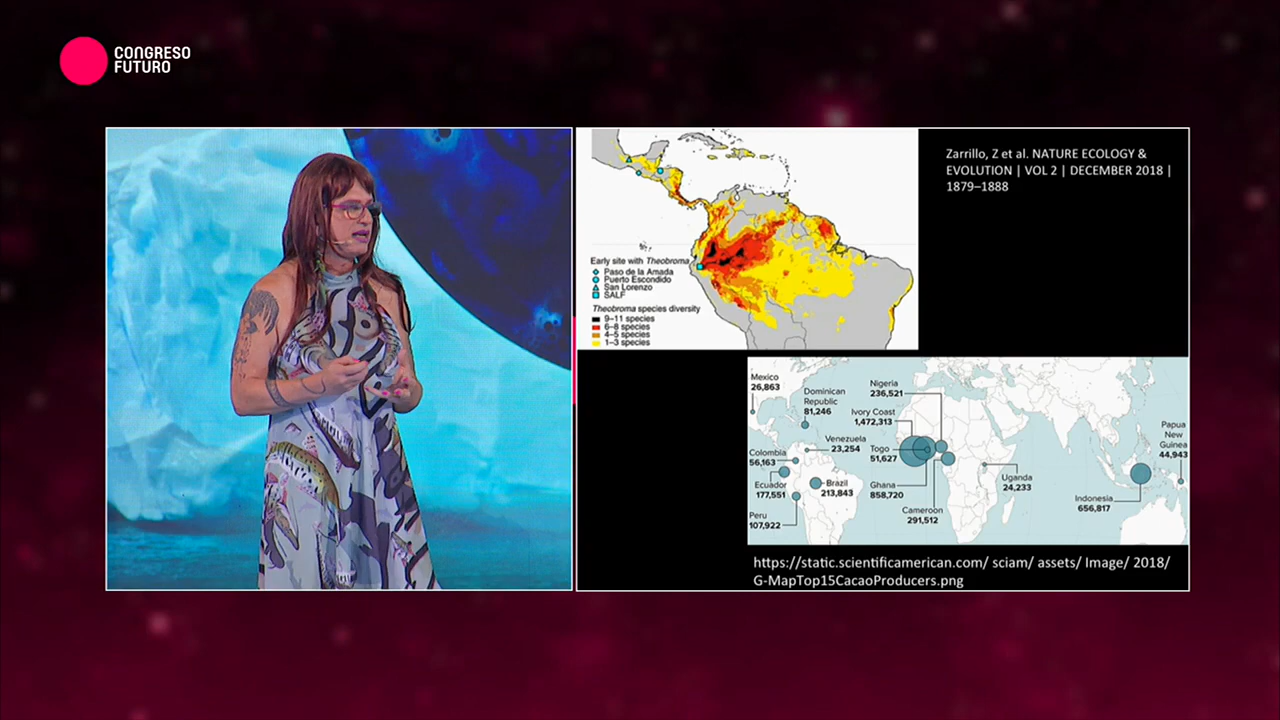 CONGRESO
FUTURO
Zarrillo, Z et al. NATURE ECOLOGY &
EVOLUTION | VOL 2 | DECEMBER 2018 |
1879–1888
Early site with Theobroma
Paso de la Amada
Puerto Escondido
San Lorenzo
SALF
Theobroma species diversity
9–11 species
6–8 species
4–5 species
1–3 species
Mexico
26,863
Dominican
Republic
81,246
Nigeria
236,521
Ivory Coast
1,472,313
Venezuela
23,254
Togo
51,627
Papua
New
Guinea
44,943
Colombia
56,163
Ecuador
177,551
Brazil
213,843
Ghana
858,720
Uganda
24,233
Indonesia
656,817
Peru
107,922
Cameroon
291,512
https://static.scientificamerican.com/ sciam/ assets/ Image/ 2018/
G-MapTop15CacaoProducers.png